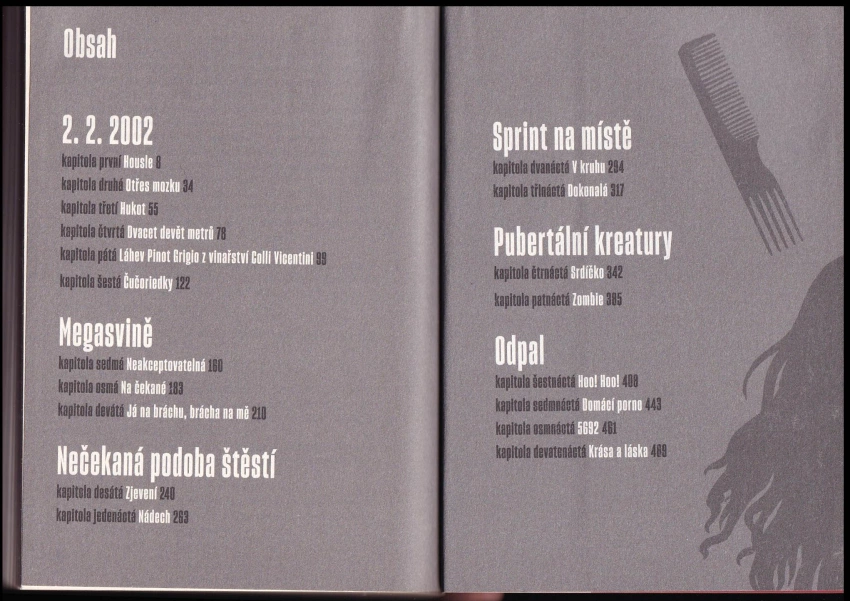 Obsah
2. 2. 2002
kapitola první Housle 8
kapitola druhá Otřes mozku 34
kapitola třetí Hukot 55
kapitola čtvrtá Dvacet devět metrů 78
kapitola pátá Láhev Pinot Grigio z vinařství Colli Vicentini 99
kapitola šestá Čučoriedky 122
Megasvině
kapitola sedmá Neakceptovatelná 160
kapitola osmá Na čekané 183
kapitola devátá Já na bráchu, brácha na mě 210
Nečekaná podoba štěstí
kapitola desátá Zjevení 240
kapitola jedenáctá Nádech 263
Sprint na místě
kapitola dvanáctá V kruhu 294
kapitola třináctá Dokonalá 317
Pubertální kreatury
kapitola čtrnáctá Srdíčko 342
kapitola patnáctá Zombie 385
Odpal
kapitola šestnáctá Hoo! Hoo! 408
kapitola sedmnáctá Domácí porno 443
kapitola osmnáctá 5692 461
kapitola devatenáctá Krása a láska 469